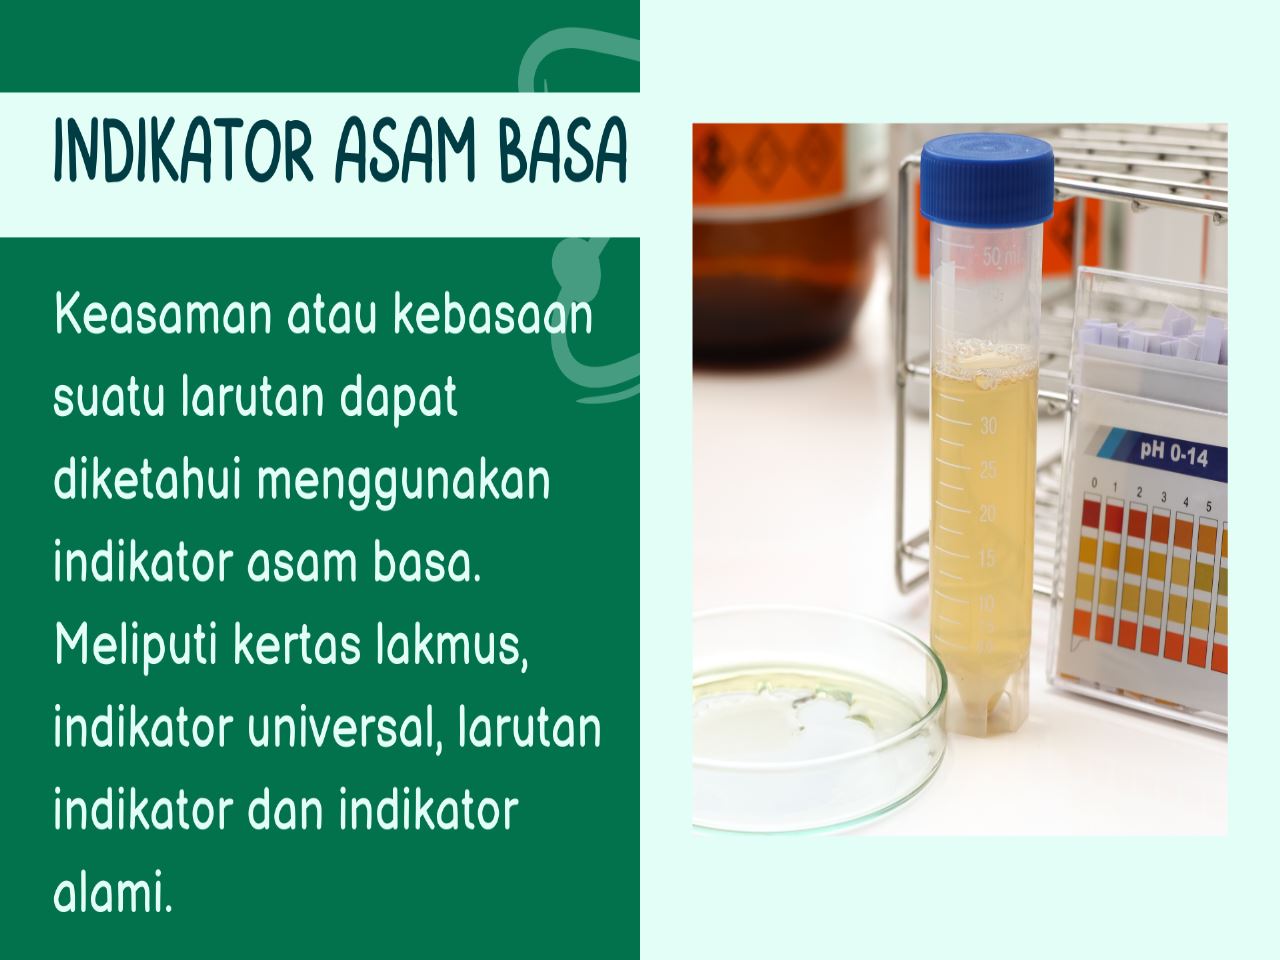 INDIKATOR ASAM BASA
Keasaman atau kebasaan
suatu larutan dapat
diketahui menggunakan
indikator asam basa.
Meliputi kertas lakmus,
indikator universal, larutan
indikator dan indikator
alami.
50 ml
30
25
20
15
10
pH 0-14
0 1 2 3 4 5